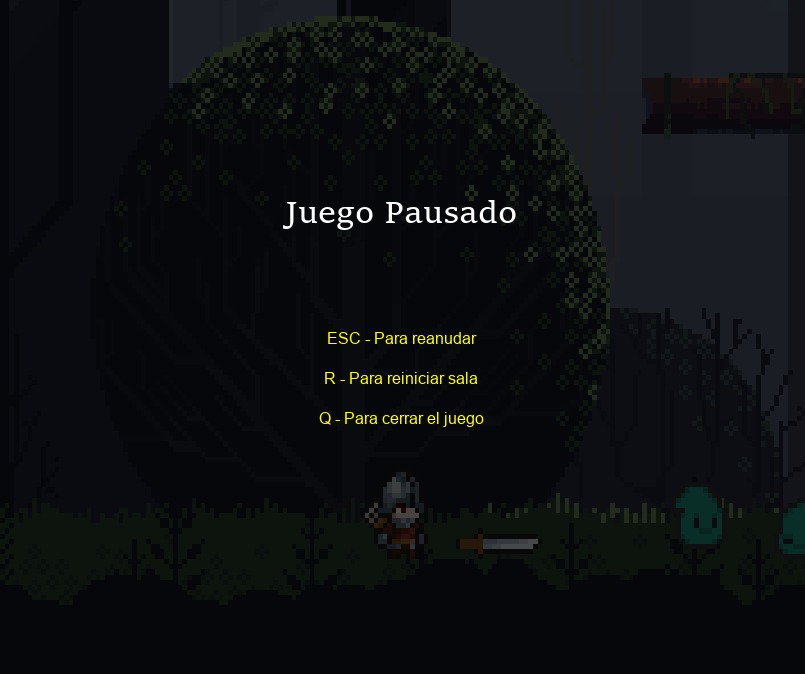 Juego Pausado
ESC - Para reanudar
R - Para reiniciar sala
Q - Para cerrar el juego